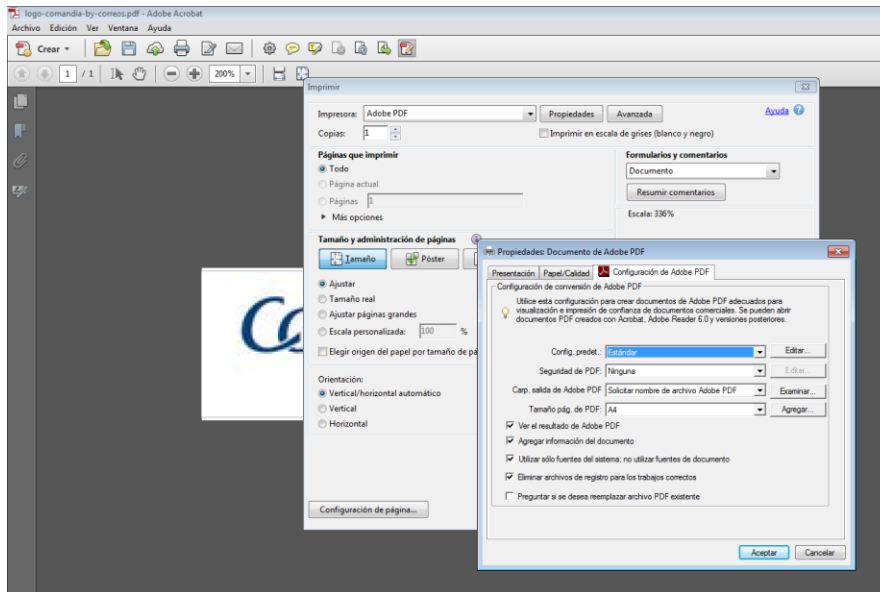 logo-comandia-by-correos.pdf - Adobe Acrobat
Archivo Edición Ver Ventana Ayuda
Crear
1 / 1 200%
Imprimir
Impresora: Adobe PDF Propiedades Avanzada Ayuda
Copias: 1 Imprimir en escala de grises (blanco y negro)
Páginas que imprimir
Todo
Página actual
Páginas 1
Más opciones
Formularios y comentarios
Documento
Resumir comentarios
Escala: 336%
Tamaño y administración de páginas
Tamaño Póster
Ajustar
Tamaño real
Ajustar páginas grandes
Escala personalizada: 100 %
Elegir origen del papel por tamaño de pá
Orientación:
Vertical/horizontal automático
Vertical
Horizontal
Configuración de página...
Co
Propiedades: Documento de Adobe PDF
Presentación Papel/Calidad Configuración de Adobe PDF
Configuración de conversión de Adobe PDF
Utilice esta configuración para crear documentos de Adobe PDF adecuados para
visualización e impresión de confianza de documentos comerciales. Se pueden abrir
documentos PDF creados con Acrobat, Adobe Reader 6.0 y versiones posteriores.
Config. predet.: Estándar Editar...
Seguridad de PDF: Ninguna Editar...
Carp. salida de Adobe PDF Solicitar nombre de archivo Adobe PDF Examinar...
Tamaño pág. de PDF: A4 Agregar...
Ver el resultado de Adobe PDF
Agregar información del documento
Utilizar sólo fuentes del sistema; no utilizar fuentes de documento
Eliminar archivos de registro para los trabajos correctos
Preguntar si se desea reemplazar archivo PDF existente
Aceptar Cancelar